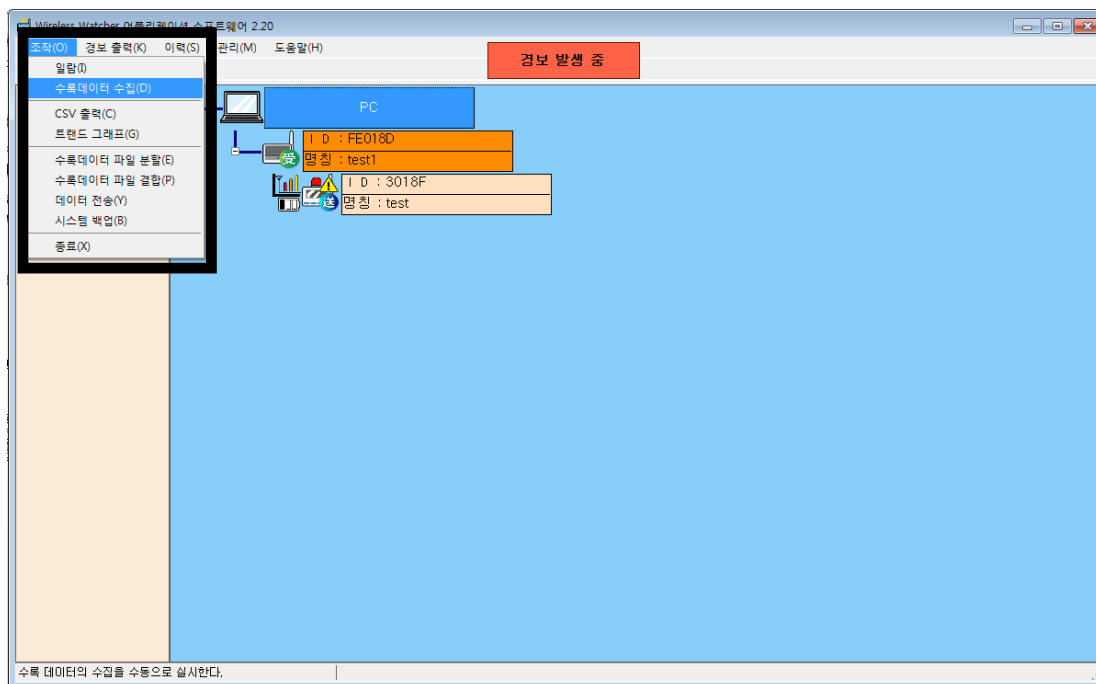 Wireless Watcher 어플리케이션 소프트웨어 2.20
조작(O) 경보 출력(K) 이력(S) 관리(M) 도움말(H)
경보 발생 중
일람(I)
수록데이터 수집(D)
CSV 출력(C)
트랜드 그래프(G)
수록데이터 파일 분할(E)
수록데이터 파일 결합(P)
데이터 전송(Y)
시스템 백업(B)
종료(X)
PC
ID : FE018D
受 명칭 : test1
ID : 3018F
送 명칭 : test
수록 데이터의 수집을 수동으로 실시한다.